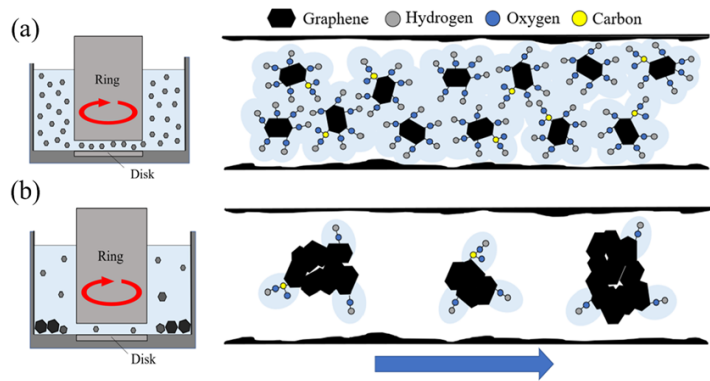 (a)
Graphene Hydrogen Oxygen Carbon
Ring
Disk
(b)
Ring
Disk